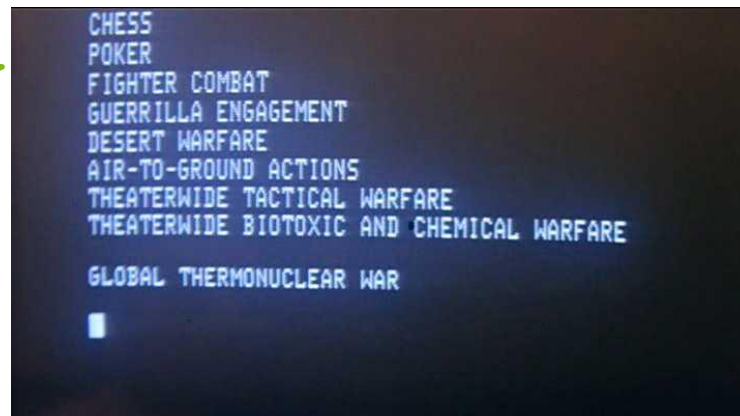 CHESS
POKER
FIGHTER COMBAT
GUERRILLA ENGAGEMENT
DESERT WARFARE
AIR-TO-GROUND ACTIONS
THEATERWIDE TACTICAL WARFARE
THEATERWIDE BIOTOXIC AND CHEMICAL WARFARE
GLOBAL THERMONUCLEAR WAR